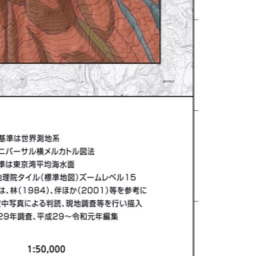 基準は世界測地系
ニバーサル横メルカトル図法
準は東京湾平均海水面
地理院タイル(標準地図)ズームレベル15
は、林(1984)、伴ほか(2001)等を参考に
空中写真による判読、現地調査等を行い描入
29年調査、平成29~令和元年編集
1:50,000